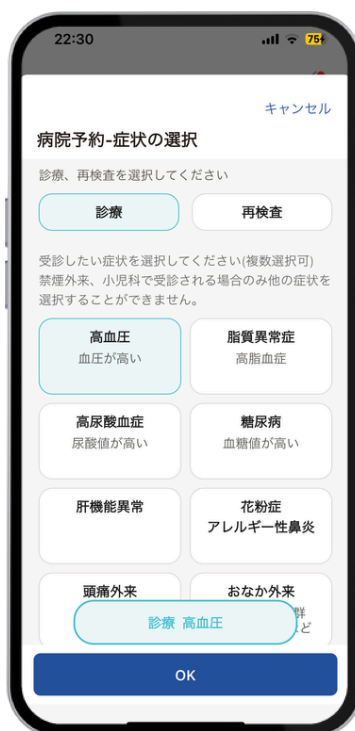 22:30
75
キャンセル
病院予約-症状の選択
診療、再検査を選択してください
診療 再検査
受診したい症状を選択してください(複数選択可)
禁煙外来、小児科で受診される場合のみ他の症状を
選択することができません。
高血圧
血圧が高い
脂質異常症
高脂血症
高尿酸血症
尿酸値が高い
糖尿病
血糖値が高い
肝機能異常
花粉症
アレルギー性鼻炎
頭痛外来
おなか外来
群
ど
診療 高血圧
OK